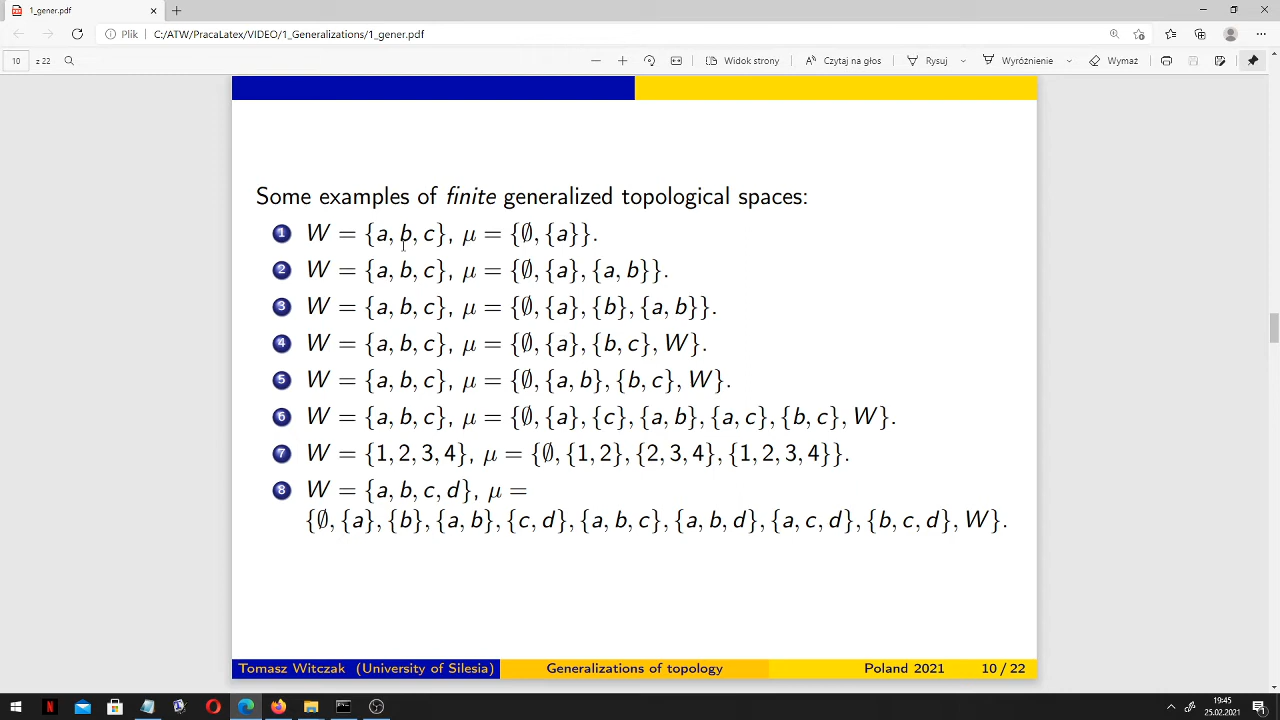 1_gener.pdf
Plik
C:/ATW/PracaLatex/VIDEO/1_Generalizations/1_gener.pdf
10 z 22
Widok strony
Czytaj na głos
Rysuj
Wyróżnienie
Wymaż
Some examples of finite generalized topological spaces:
1 W = {a, b, c}, μ = {∅, {a}}.
2 W = {a, b, c}, μ = {∅, {a}, {a, b}}.
3 W = {a, b, c}, μ = {∅, {a}, {b}, {a, b}}.
4 W = {a, b, c}, μ = {∅, {a}, {b, c}, W}.
5 W = {a, b, c}, μ = {∅, {a, b}, {b, c}, W}.
6 W = {a, b, c}, μ = {∅, {a}, {c}, {a, b}, {a, c}, {b, c}, W}.
7 W = {1, 2, 3, 4}, μ = {∅, {1, 2}, {2, 3, 4}, {1, 2, 3, 4}}.
8 W = {a, b, c, d}, μ =
{∅, {a}, {b}, {a, b}, {c, d}, {a, b, c}, {a, b, d}, {a, c, d}, {b, c, d}, W}.
Tomasz Witczak (University of Silesia)
Generalizations of topology
Poland 2021
10 / 22
19:45
25.02.2021